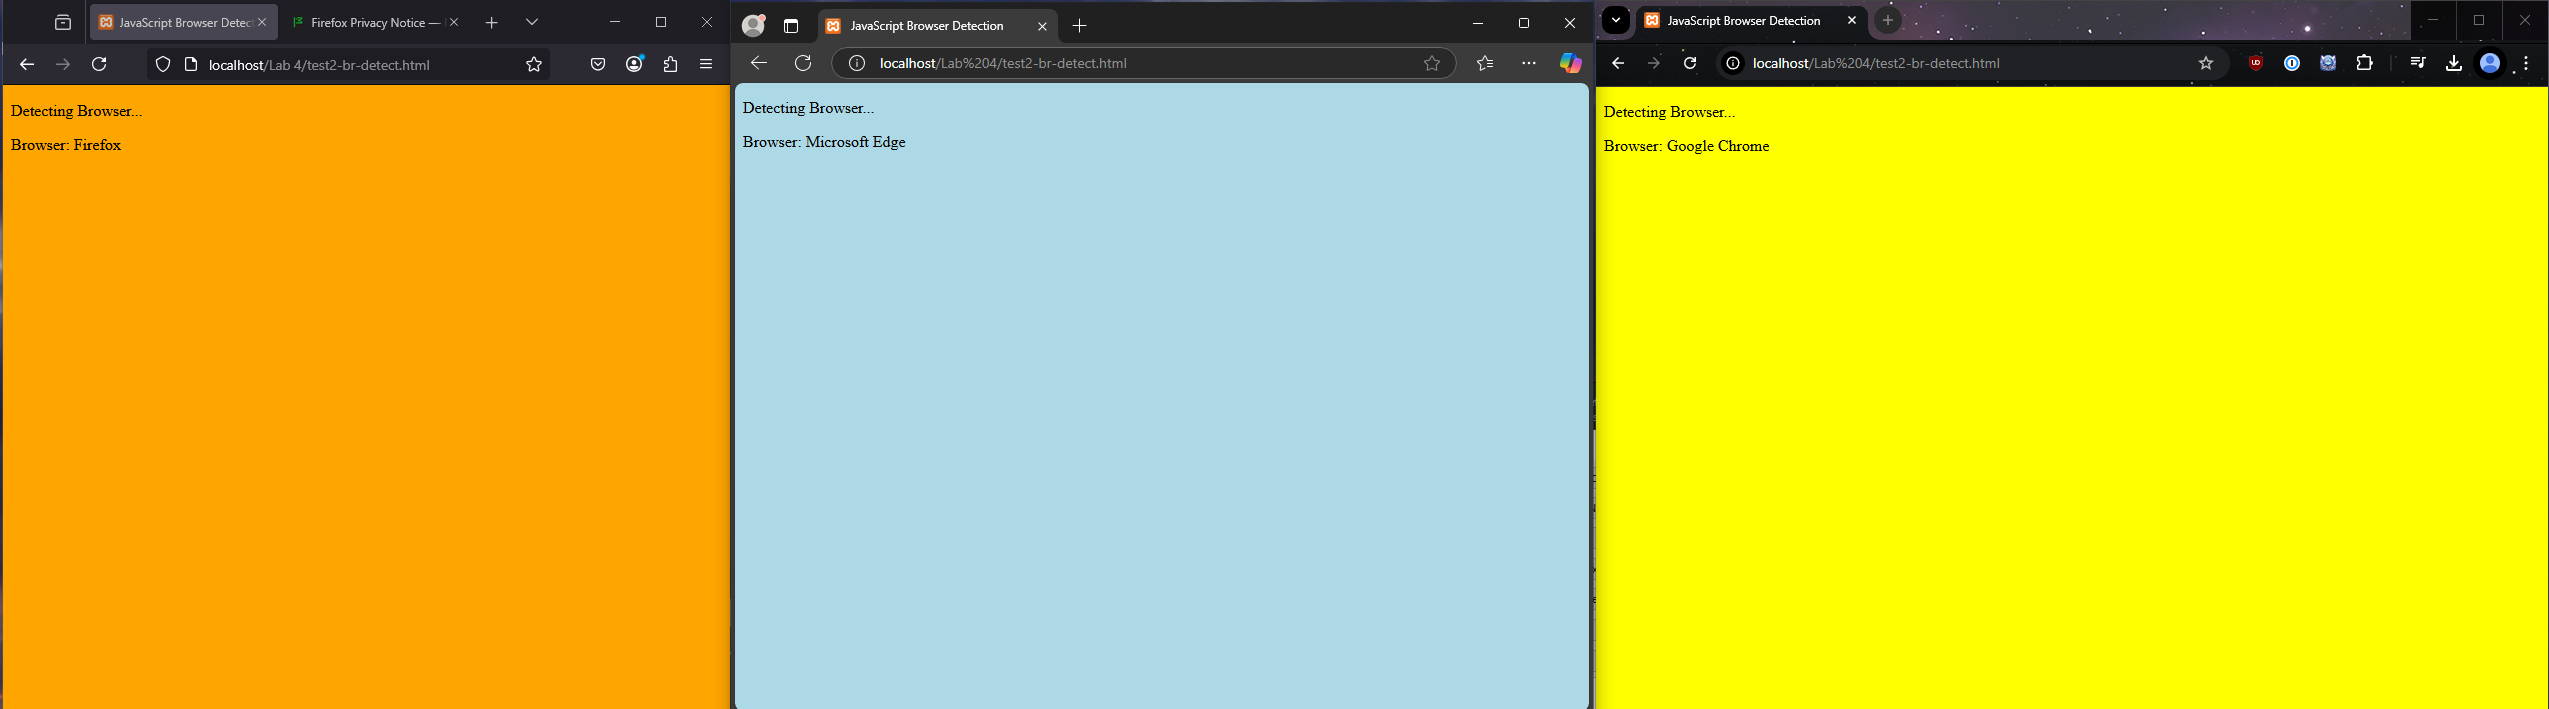 JavaScript Browser Detect
Firefox Privacy Notice —
localhost/Lab 4/test2-br-detect.html
Detecting Browser...
Browser: Firefox
JavaScript Browser Detection
localhost/Lab%204/test2-br-detect.html
Detecting Browser...
Browser: Microsoft Edge
JavaScript Browser Detection
localhost/Lab%204/test2-br-detect.html
Detecting Browser...
Browser: Google Chrome